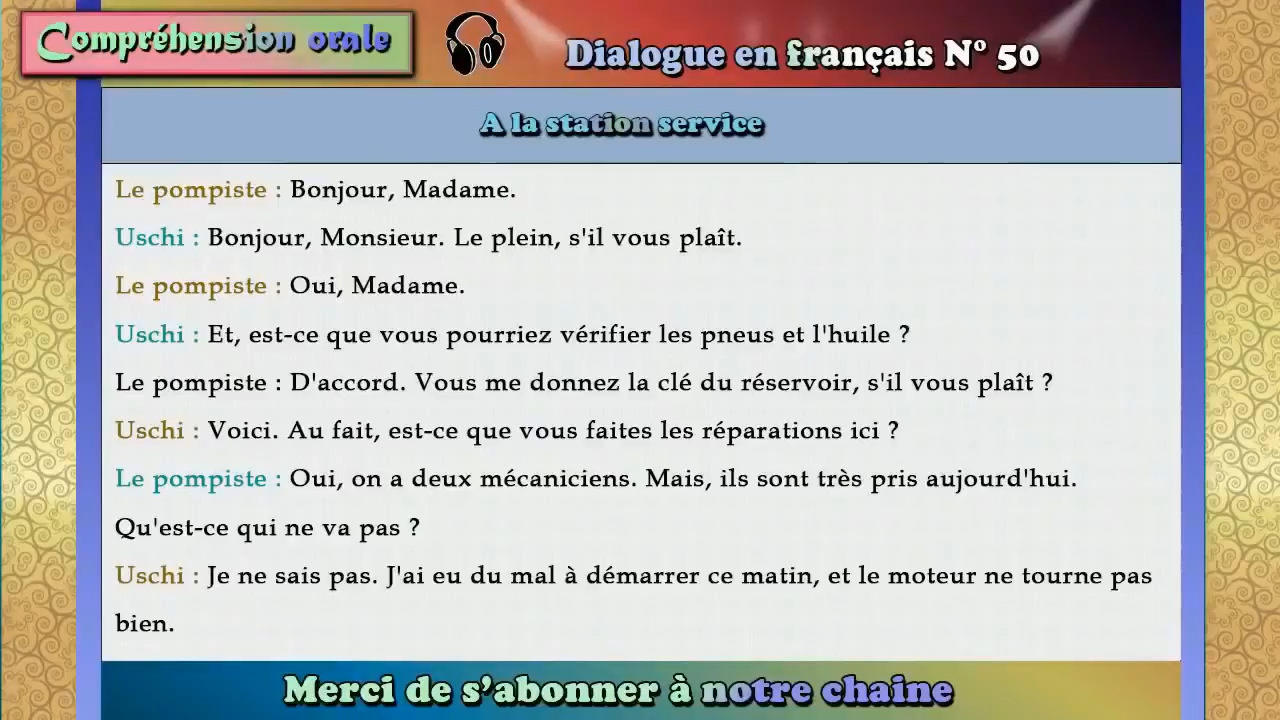 Compréhension orale
Dialogue en français N° 50
A la station service
Le pompiste : Bonjour, Madame.
Uschi : Bonjour, Monsieur. Le plein, s'il vous plaît.
Le pompiste : Oui, Madame.
Uschi : Et, est-ce que vous pourriez vérifier les pneus et l'huile ?
Le pompiste : D'accord. Vous me donnez la clé du réservoir, s'il vous plaît ?
Uschi : Voici. Au fait, est-ce que vous faites les réparations ici ?
Le pompiste : Oui, on a deux mécaniciens. Mais, ils sont très pris aujourd'hui.
Qu'est-ce qui ne va pas ?
Uschi : Je ne sais pas. J'ai eu du mal à démarrer ce matin, et le moteur ne tourne pas
bien.
Merci de s’abonner à notre chaine